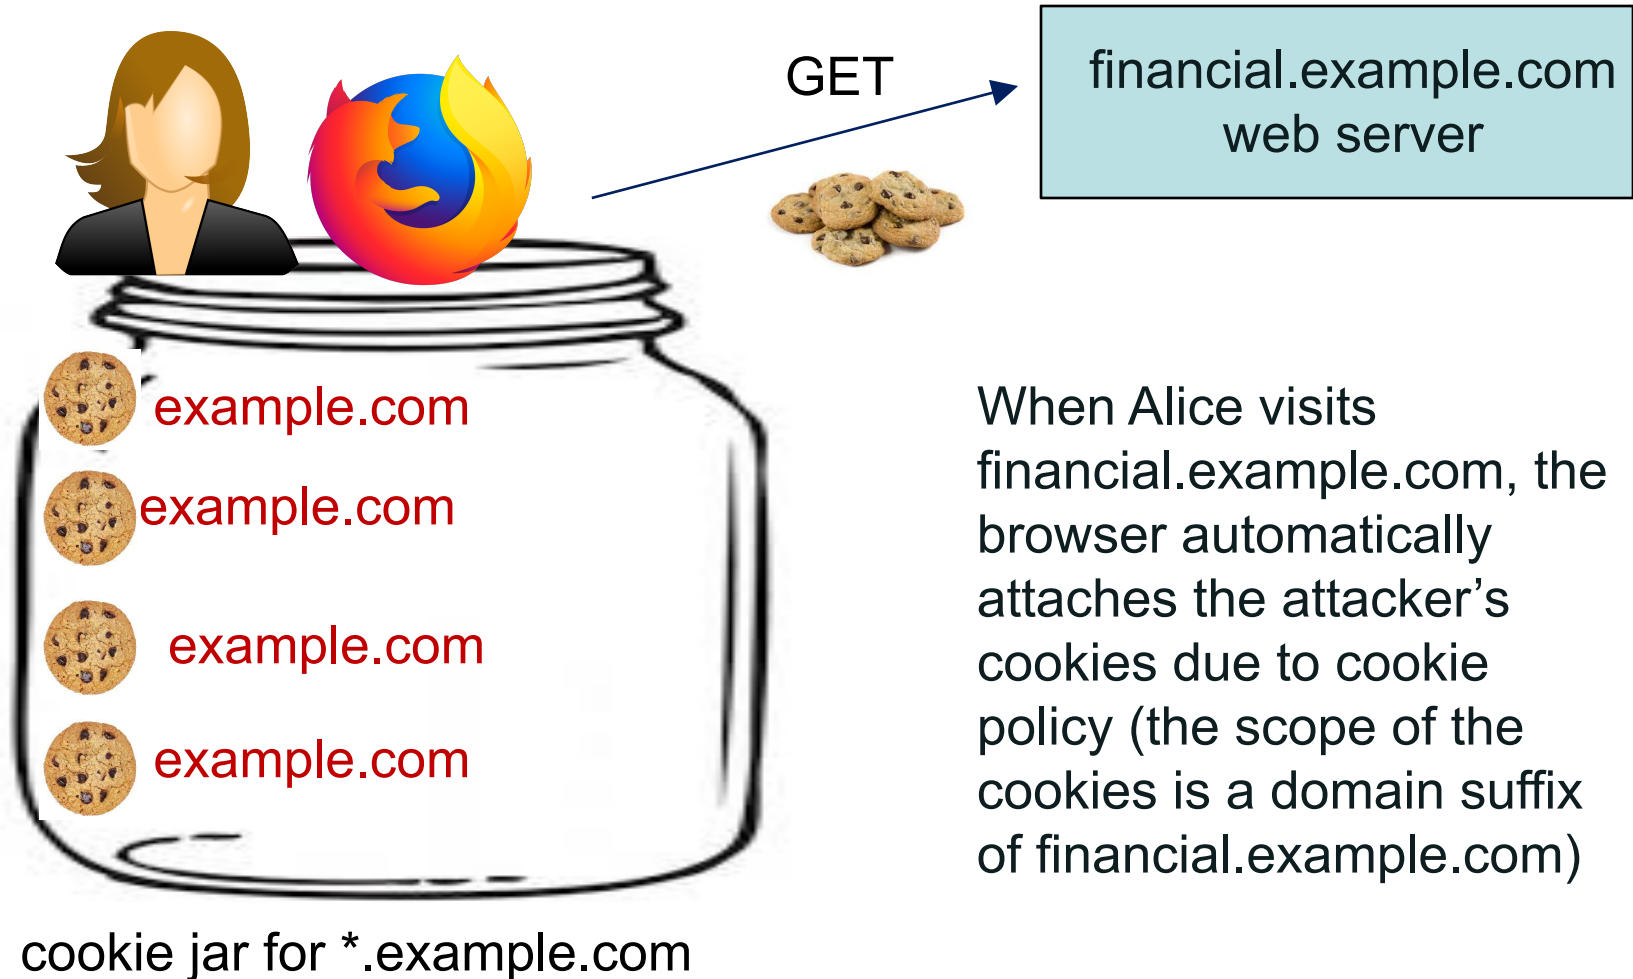 GET
financial.example.com
web server
example.com
example.com
example.com
example.com
When Alice visits
financial.example.com, the
browser automatically
attaches the attacker’s
cookies due to cookie
policy (the scope of the
cookies is a domain suffix
of financial.example.com)
cookie jar for *.example.com